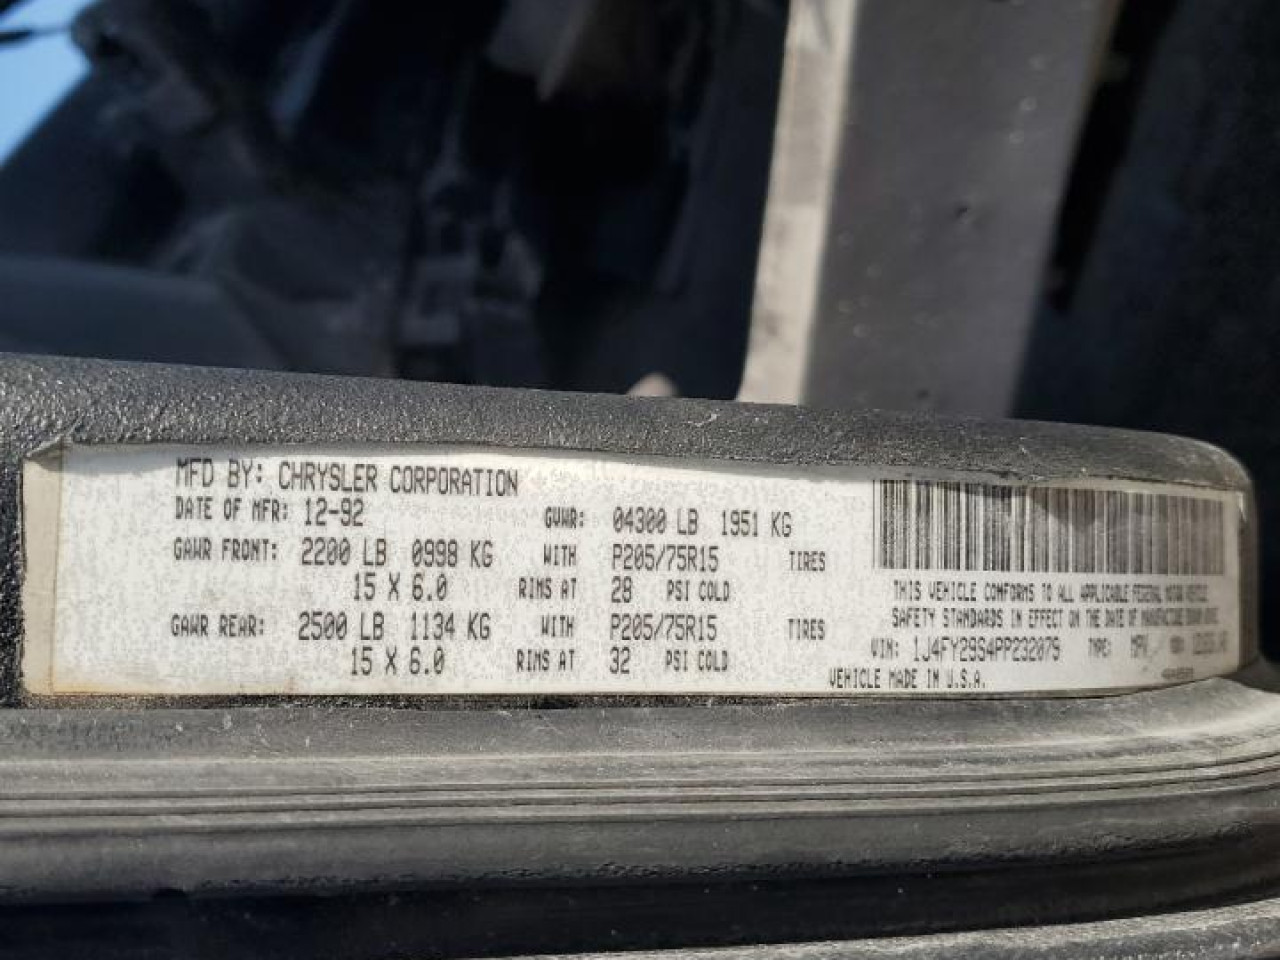 MFD BY: CHRYSLER CORPORATION
DATE OF MFR: 12-92 GVWR: 04300 LB 1951 KG
GAWR FRONT: 2200 LB 0998 KG WITH P205/75R15 TIRES
15 X 6.0 RIMS AT 28 PSI COLD
GAWR REAR: 2500 LB 1134 KG WITH P205/75R15 TIRES
15 X 6.0 RIMS AT 32 PSI COLD
THIS VEHICLE CONFORMS TO ALL APPLICABLE FEDERAL MOTOR VEHICLE
SAFETY STANDARDS IN EFFECT ON THE DATE OF MANUFACTURE SHOWN ABOVE.
VIN: 1J4FY29S4PP232079 TYPE: MPV
VEHICLE MADE IN U.S.A.